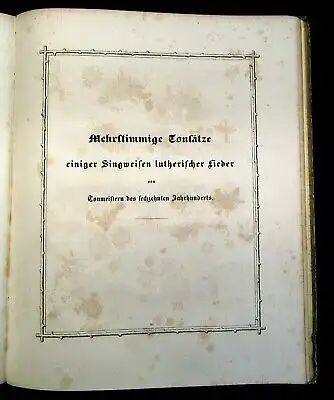 Mehrstimmige Tonsätze
einiger Singweisen lutherischer Lieder
von
Tonmeistern des sechzehnten Jahrhunderts.